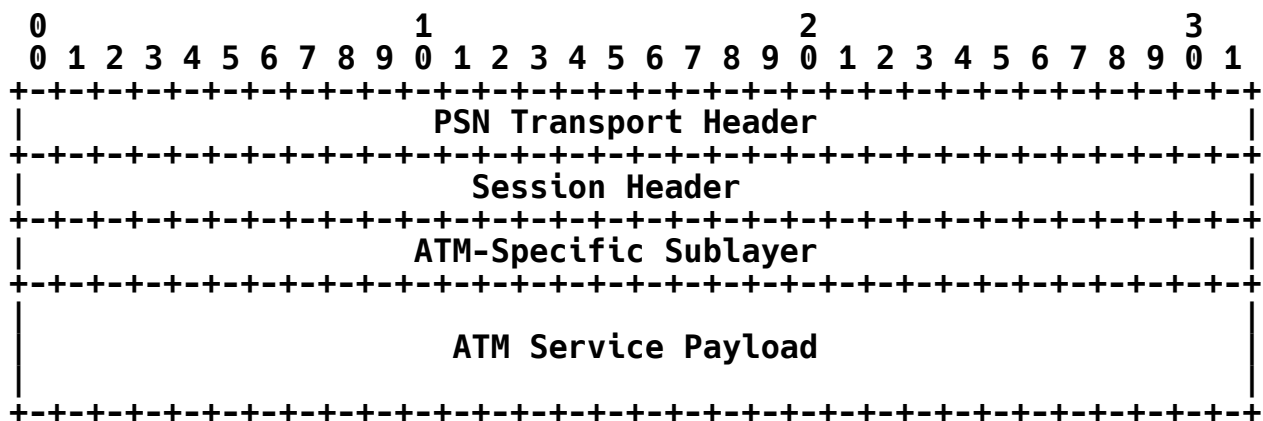 0                   1                   2                   3
 0 1 2 3 4 5 6 7 8 9 0 1 2 3 4 5 6 7 8 9 0 1 2 3 4 5 6 7 8 9 0 1
+-+-+-+-+-+-+-+-+-+-+-+-+-+-+-+-+-+-+-+-+-+-+-+-+-+-+-+-+-+-+-+-+
|                     PSN Transport Header                      |
+-+-+-+-+-+-+-+-+-+-+-+-+-+-+-+-+-+-+-+-+-+-+-+-+-+-+-+-+-+-+-+-+
|                       Session Header                          |
+-+-+-+-+-+-+-+-+-+-+-+-+-+-+-+-+-+-+-+-+-+-+-+-+-+-+-+-+-+-+-+-+
|                    ATM-Specific Sublayer                      |
+-+-+-+-+-+-+-+-+-+-+-+-+-+-+-+-+-+-+-+-+-+-+-+-+-+-+-+-+-+-+-+-+
|                                                               |
|                      ATM Service Payload                      |
|                                                               |
+-+-+-+-+-+-+-+-+-+-+-+-+-+-+-+-+-+-+-+-+-+-+-+-+-+-+-+-+-+-+-+-+